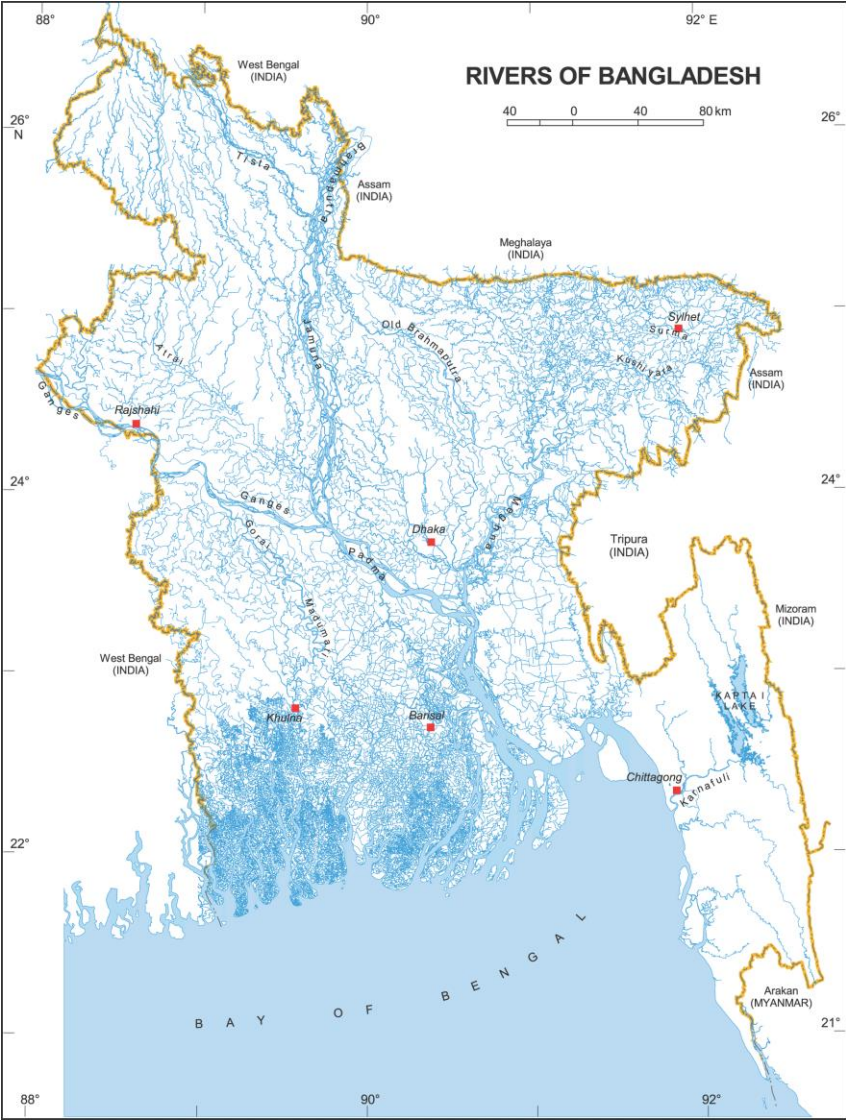 88°
90°
92° E
West Bengal
(INDIA)
RIVERS OF BANGLADESH
40 0 40 80 km
26°
N
26°
Tista
Brahmaputra
Assam
(INDIA)
Meghalaya
(INDIA)
Jamuna
Old Brahmaputra
Sylhet
Surma
Kushiyara
Atrai
Assam
(INDIA)
Ganges
Rajshahi
24°
24°
Ganges
Gorai
Padma
Dhaka
Meghna
Tripura
(INDIA)
Madumati
Mizoram
(INDIA)
West Bengal
(INDIA)
KAPTAI
LAKE
Khulna
Barisal
Chittagong
Karnafuli
22°
BAY OF BENGAL
Arakan
(MYANMAR)
21°
88°
90°
92°